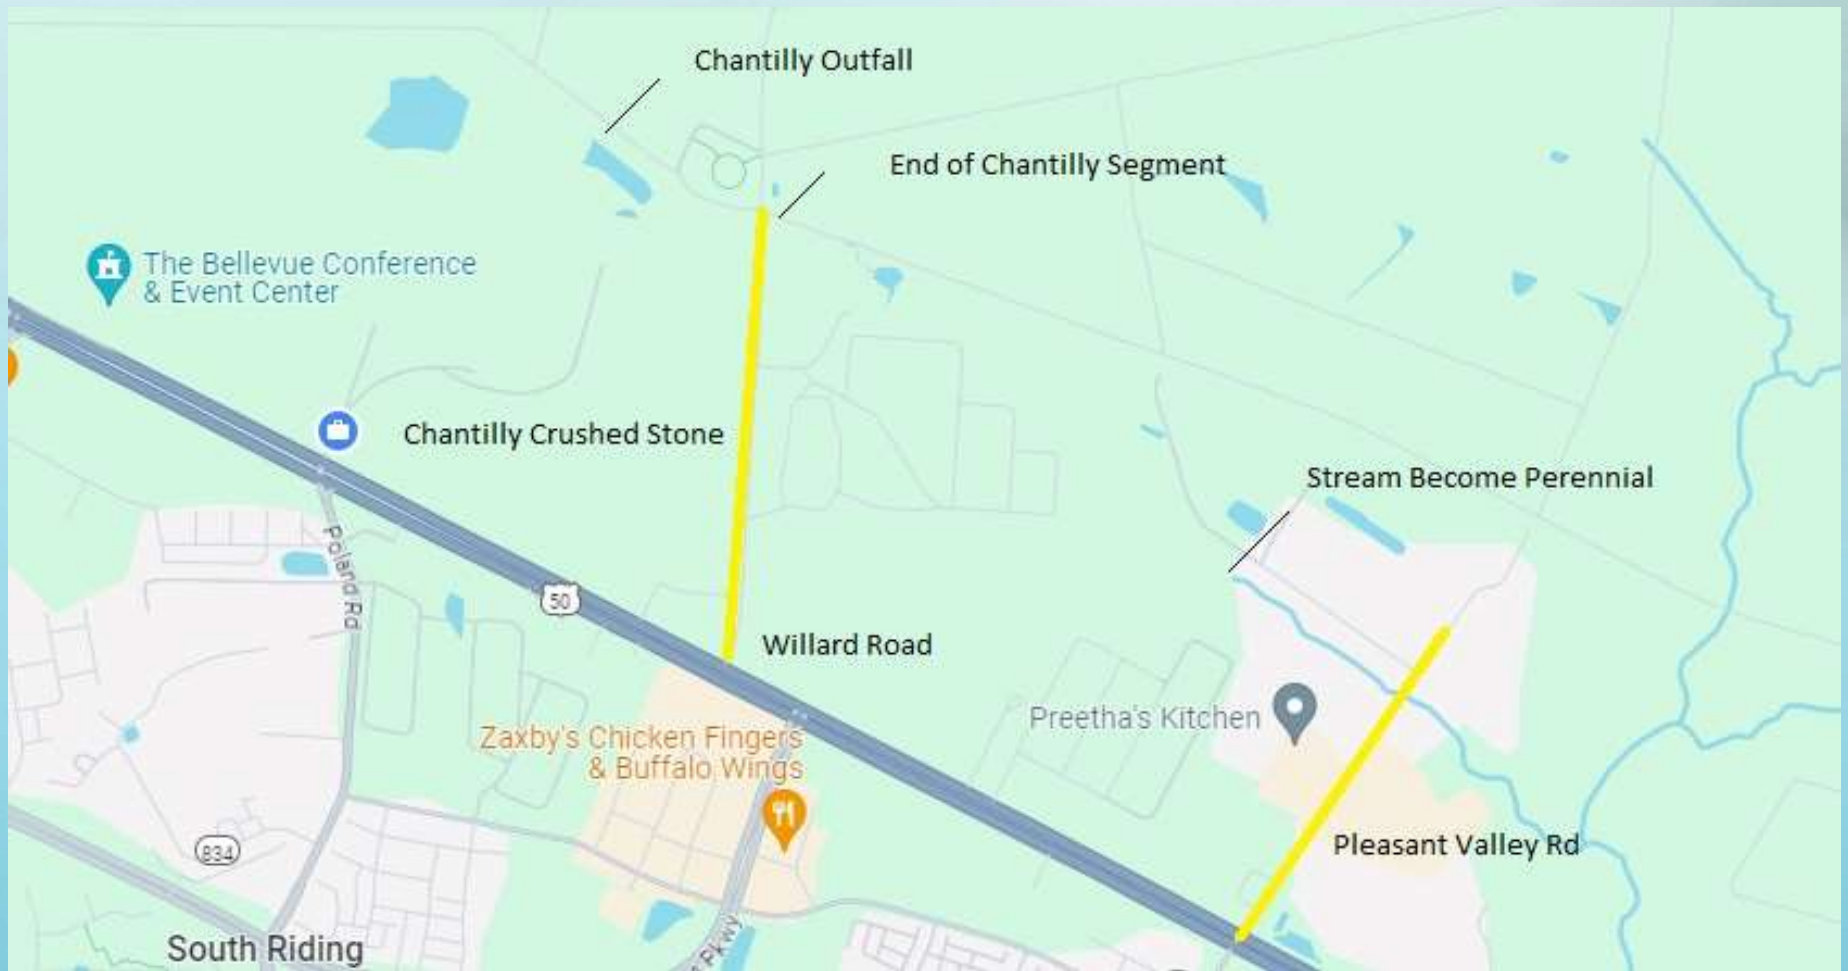 Chantilly Outfall
End of Chantilly Segment
The Bellevue Conference
& Event Center
Chantilly Crushed Stone
Stream Become Perennial
Poland Rd
50
Willard Road
Preetha's Kitchen
Zaxby's Chicken Fingers
& Buffalo Wings
Pleasant Valley Rd
834
South Riding
Pkwy